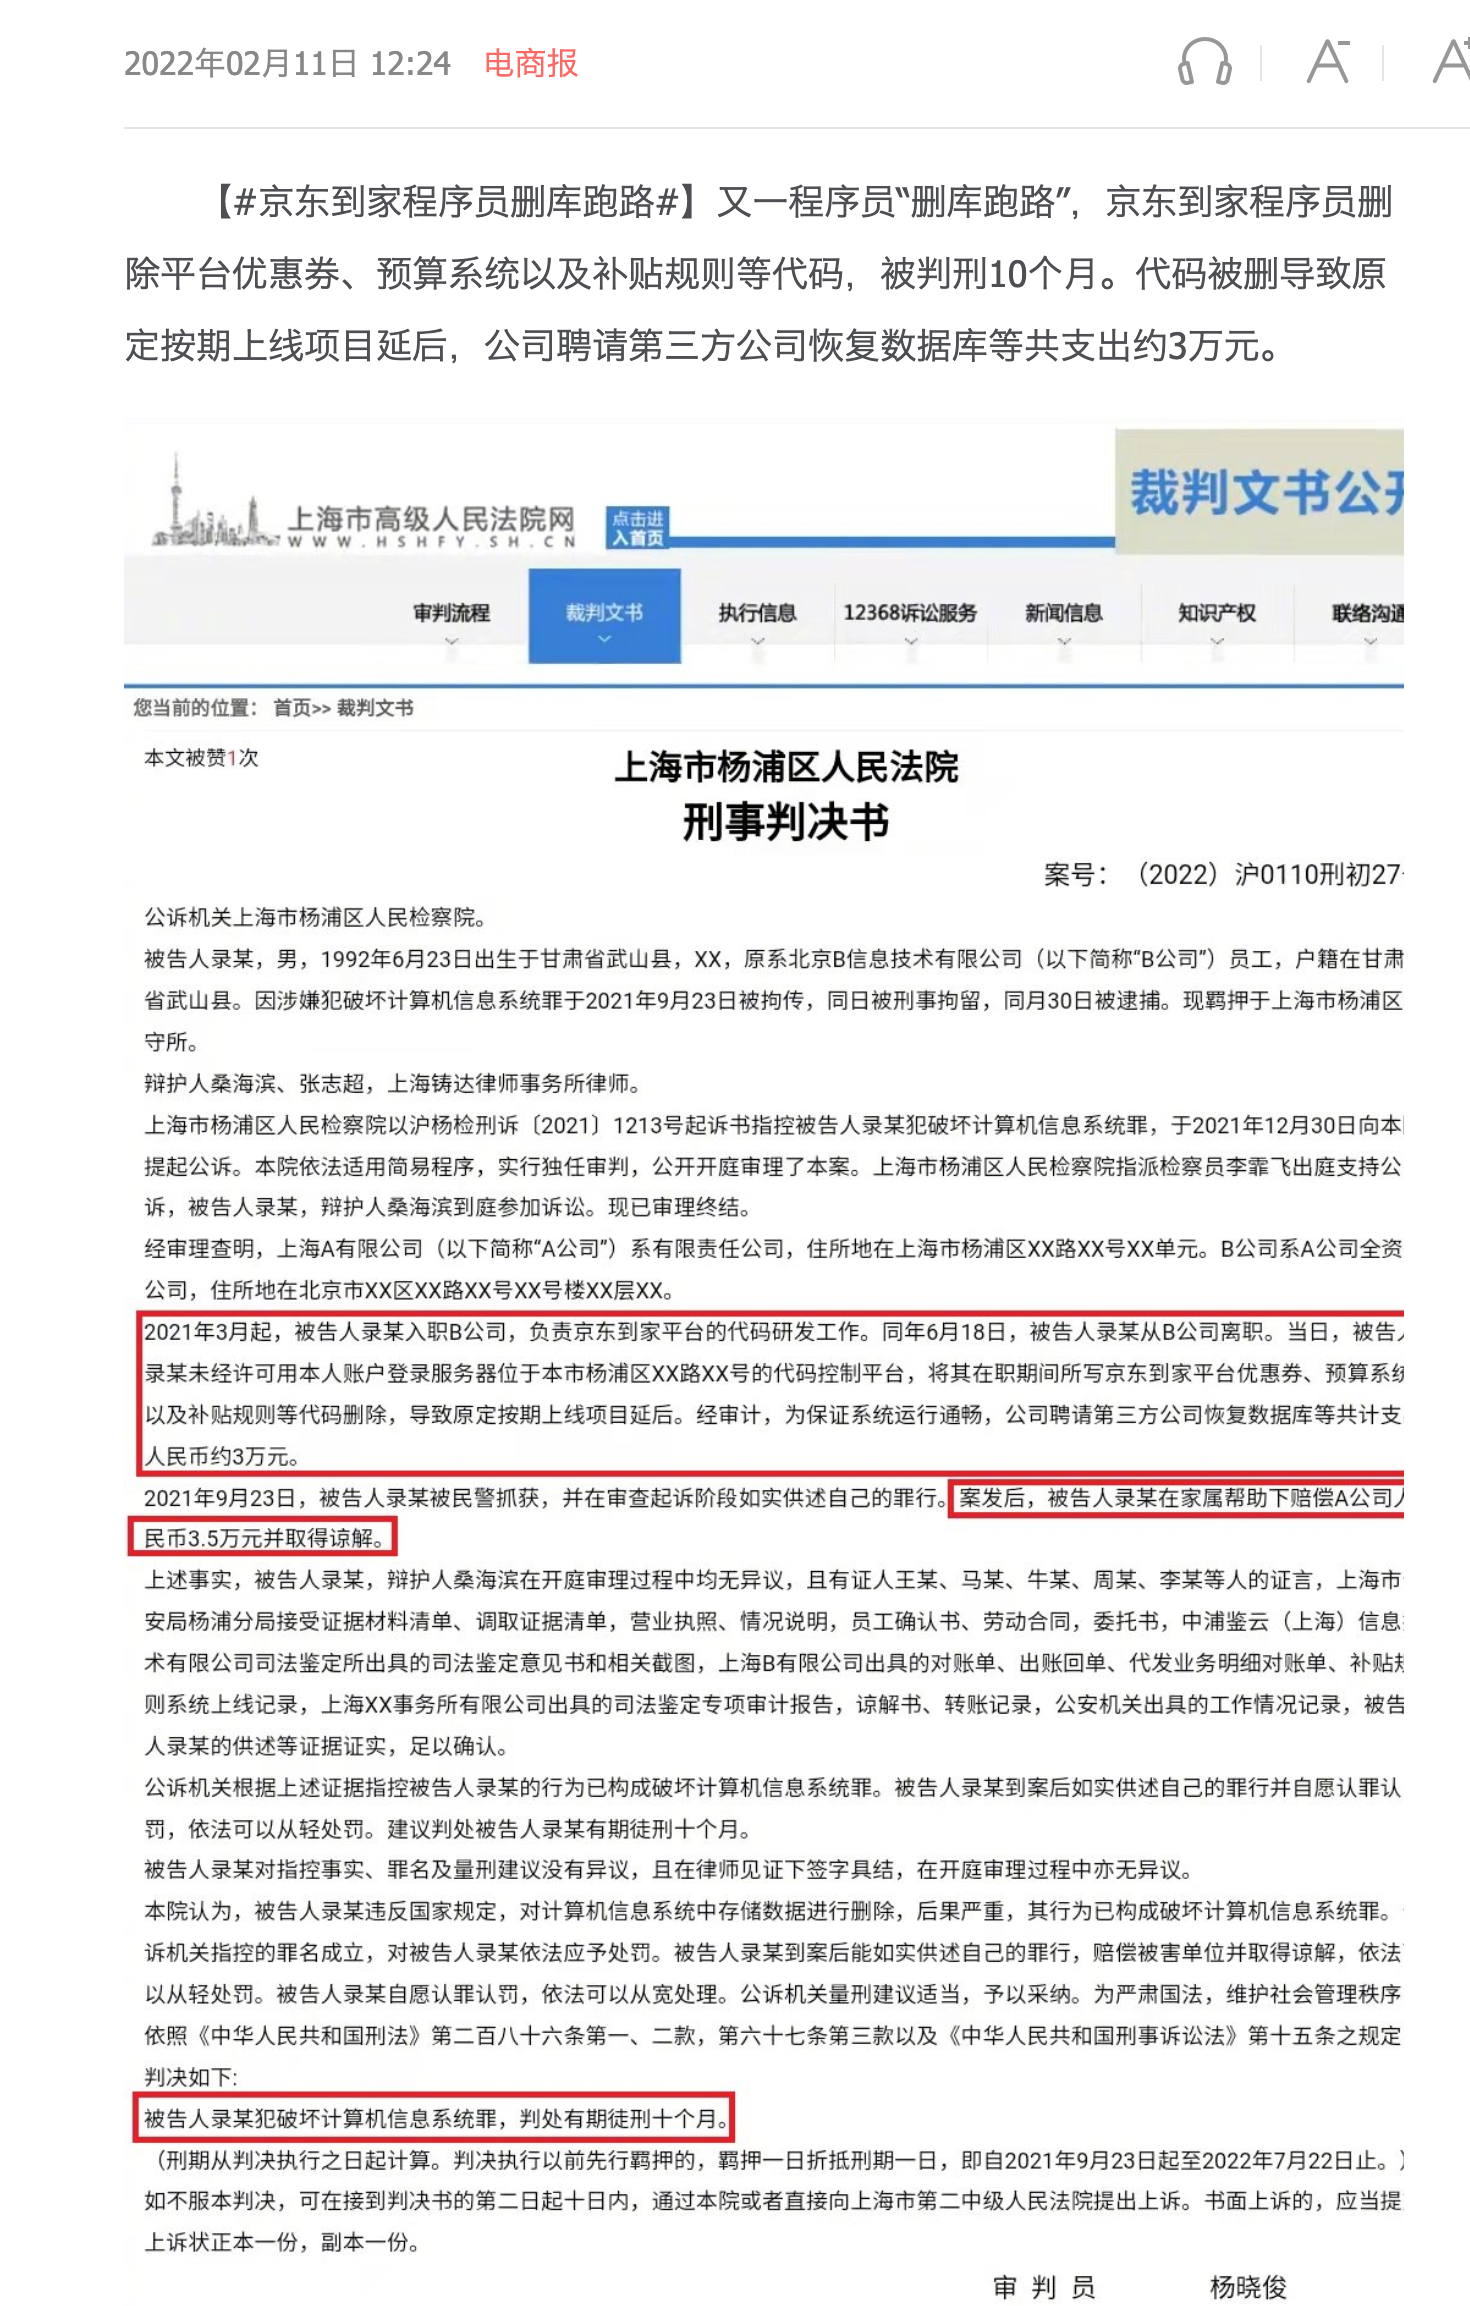 2022年02月11日 12:24 电商报
A-
A+
【#京东到家程序员删库跑路#】又一程序员“删库跑路”，京东到家程序员删
除平台优惠券、预算系统以及补贴规则等代码，被判刑10个月。代码被删导致原
定按期上线项目延后，公司聘请第三方公司恢复数据库等共支出约3万元。
上海市高级人民法院网
WWW.HSHFY.SH.CN
点击进
入首页
裁判文书公开
审判流程 裁判文书 执行信息 12368诉讼服务 新闻信息 知识产权 联络沟通
您当前的位置： 首页>> 裁判文书
本文被赞1次
上海市杨浦区人民法院
刑事判决书
案号：（2022）沪0110刑初27
公诉机关上海市杨浦区人民检察院。
被告人录某，男，1992年6月23日出生于甘肃省武山县，XX，原系北京B信息技术有限公司（以下简称“B公司”）员工，户籍在甘肃
省武山县。因涉嫌犯破坏计算机信息系统罪于2021年9月23日被拘传，同日被刑事拘留，同月30日被逮捕。现羁押于上海市杨浦区
守所。
辩护人桑海滨、张志超，上海铸达律师事务所律师。
上海市杨浦区人民检察院以沪杨检刑诉〔2021〕1213号起诉书指控被告人录某犯破坏计算机信息系统罪，于2021年12月30日向本
提起公诉。本院依法适用简易程序，实行独任审判，公开开庭审理了本案。上海市杨浦区人民检察院指派检察员李霏飞出庭支持公
诉，被告人录某，辩护人桑海滨到庭参加诉讼。现已审理终结。
经审理查明，上海A有限公司（以下简称“A公司”）系有限责任公司，住所地在上海市杨浦区XX路XX号XX单元。B公司系A公司全资
公司，住所地在北京市XX区XX路XX号XX号楼XX层XX。
2021年3月起，被告人录某入职B公司，负责京东到家平台的代码研发工作。同年6月18日，被告人录某从B公司离职。当日，被告人
录某未经许可用本人账户登录服务器位于本市杨浦区XX路XX号的代码控制平台，将其在职期间所写京东到家平台优惠券、预算系统
以及补贴规则等代码删除，导致原定按期上线项目延后。经审计，为保证系统运行通畅，公司聘请第三方公司恢复数据库等共计支出
人民币约3万元。
2021年9月23日，被告人录某被民警抓获，并在审查起诉阶段如实供述自己的罪行。案发后，被告人录某在家属帮助下赔偿A公司人
民币3.5万元并取得谅解。
上述事实，被告人录某，辩护人桑海滨在开庭审理过程中均无异议，且有证人王某、马某、牛某、周某、李某等人的证言，上海市
安局杨浦分局接受证据材料清单、调取证据清单，营业执照、情况说明，员工确认书、劳动合同，委托书，中浦鉴云（上海）信息
术有限公司司法鉴定所出具的司法鉴定意见书和相关截图，上海B有限公司出具的对账单、出账回单、代发业务明细对账单、补贴规
则系统上线记录，上海XX事务所有限公司出具的司法鉴定专项审计报告，谅解书、转账记录，公安机关出具的工作情况记录，被告
人录某的供述等证据证实，足以确认。
公诉机关根据上述证据指控被告人录某的行为已构成破坏计算机信息系统罪。被告人录某到案后如实供述自己的罪行并自愿认罪认
罚，依法可以从轻处罚。建议判处被告人录某有期徒刑十个月。
被告人录某对指控事实、罪名及量刑建议没有异议，且在律师见证下签字具结，在开庭审理过程中亦无异议。
本院认为，被告人录某违反国家规定，对计算机信息系统中存储数据进行删除，后果严重，其行为已构成破坏计算机信息系统罪。
诉机关指控的罪名成立，对被告人录某依法应予处罚。被告人录某到案后能如实供述自己的罪行，赔偿被害单位并取得谅解，依法
以从轻处罚。被告人录某自愿认罪认罚，依法可以从宽处理。公诉机关量刑建议适当，予以采纳。为严肃国法，维护社会管理秩序
依照《中华人民共和国刑法》第二百八十六条第一、二款，第六十七条第三款以及《中华人民共和国刑事诉讼法》第十五条之规定
判决如下:
被告人录某犯破坏计算机信息系统罪，判处有期徒刑十个月。
（刑期从判决执行之日起计算。判决执行以前先行羁押的，羁押一日折抵刑期一日，即自2021年9月23日起至2022年7月22日止。）
如不服本判决，可在接到判决书的第二日起十日内，通过本院或者直接向上海市第二中级人民法院提出上诉。书面上诉的，应当提
上诉状正本一份，副本一份。
审 判 员 杨晓俊